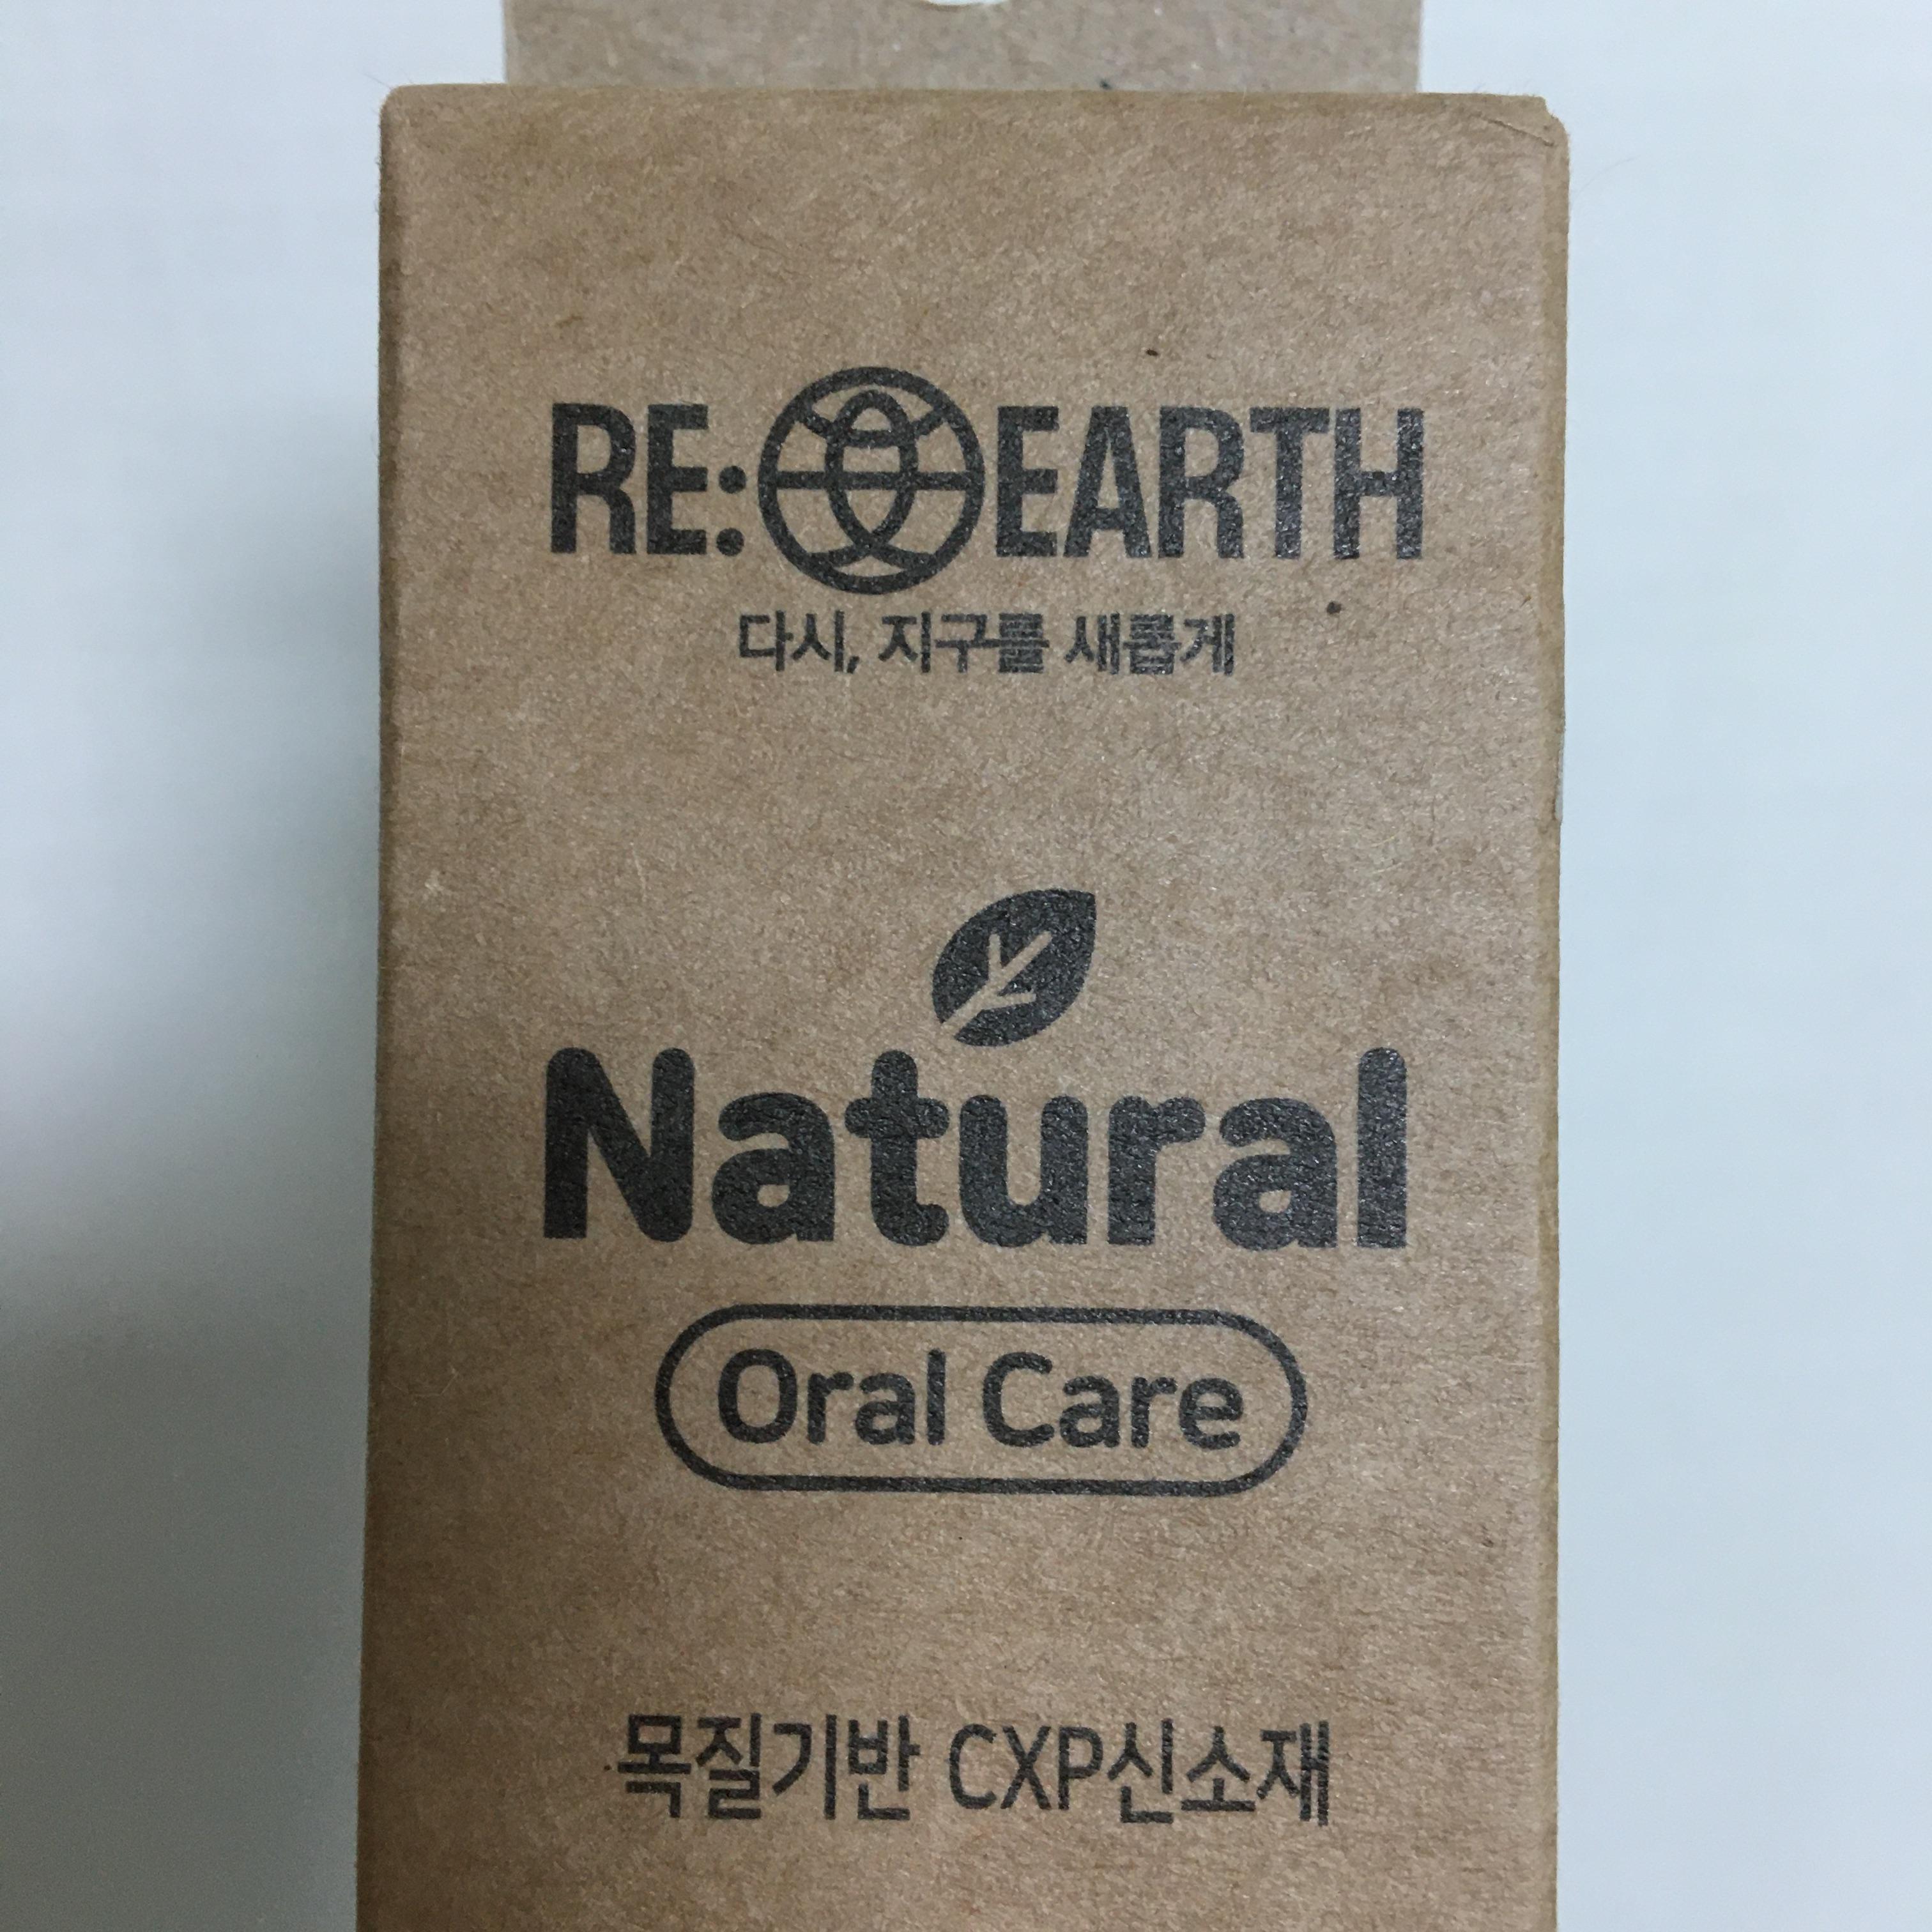 RE: EARTH
다시, 지구를 새롭게
Natural
Oral Care
목질기반 CXP신소재